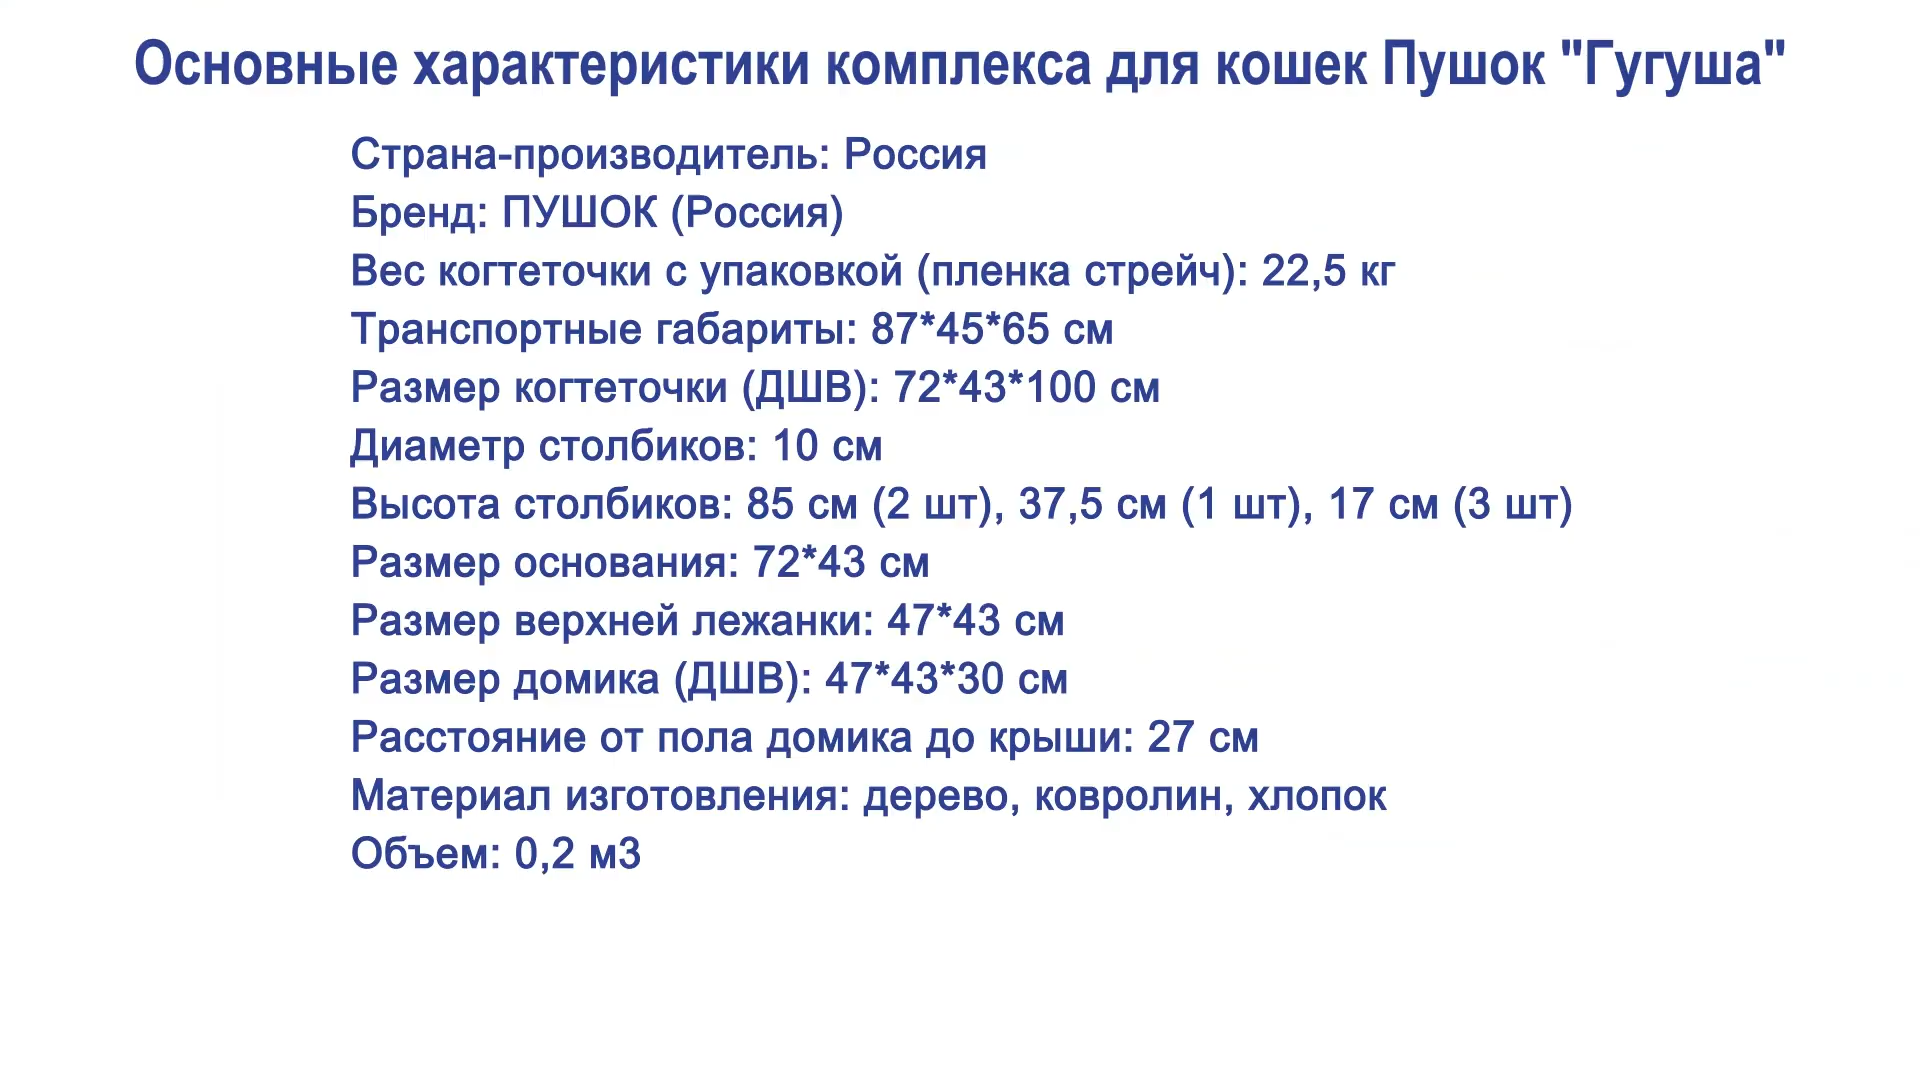 Основные характеристики комплекса для кошек Пушок "Гугуша"
Страна-производитель: Россия
Бренд: ПУШОК (Россия)
Вес когтеточки с упаковкой (пленка стрейч): 22,5 кг
Транспортные габариты: 87*45*65 см
Размер когтеточки (ДШВ): 72*43*100 см
Диаметр столбиков: 10 см
Высота столбиков: 85 см (2 шт), 37,5 см (1 шт), 17 см (3 шт)
Размер основания: 72*43 см
Размер верхней лежанки: 47*43 см
Размер домика (ДШВ): 47*43*30 см
Расстояние от пола домика до крыши: 27 см
Материал изготовления: дерево, ковролин, хлопок
Объем: 0,2 м3